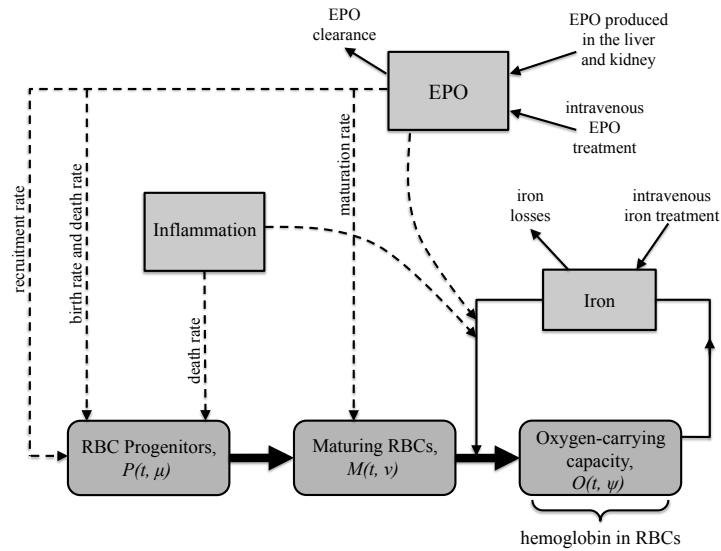 EPO
clearance
EPO produced
in the liver
and kidney
EPO
intravenous
EPO
treatment
recruitment rate
birth rate and death rate
maturation rate
Inflammation
death rate
iron
losses
intravenous
iron treatment
Iron
RBC Progenitors,
P(t, μ)
Maturing RBCs,
M(t, ν)
Oxygen-carrying
capacity,
O(t, ψ)
hemoglobin in RBCs